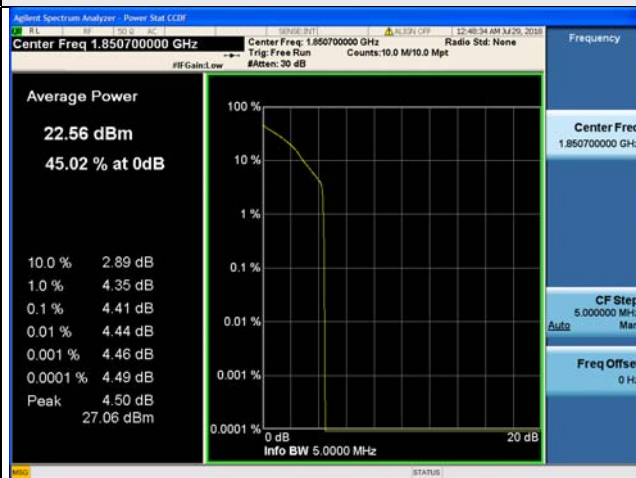 Agilent Spectrum Analyzer - Power Stat CCDF
RL RF 50 Ω AC SENSE:INT ALIGN OFF 12:48:34 AM Jul 29, 2018
Center Freq 1.850700000 GHz
Center Freq: 1.850700000 GHz Radio Std: None
Trig: Free Run Counts:10.0 M/10.0 Mpt
#IFGain:Low #Atten: 30 dB
Frequency
Average Power
22.56 dBm
45.02 % at 0dB
10.0 % 2.89 dB
1.0 % 4.35 dB
0.1 % 4.41 dB
0.01 % 4.44 dB
0.001 % 4.46 dB
0.0001 % 4.49 dB
Peak 4.50 dB
27.06 dBm
100 %
10 %
1 %
0.1 %
0.01 %
0.001 %
0.0001 %
0 dB 20 dB
Info BW 5.0000 MHz
Center Freq
1.850700000 GHz
CF Step
5.000000 MHz
Auto Man
Freq Offse
0 Hz
MSG STATUS